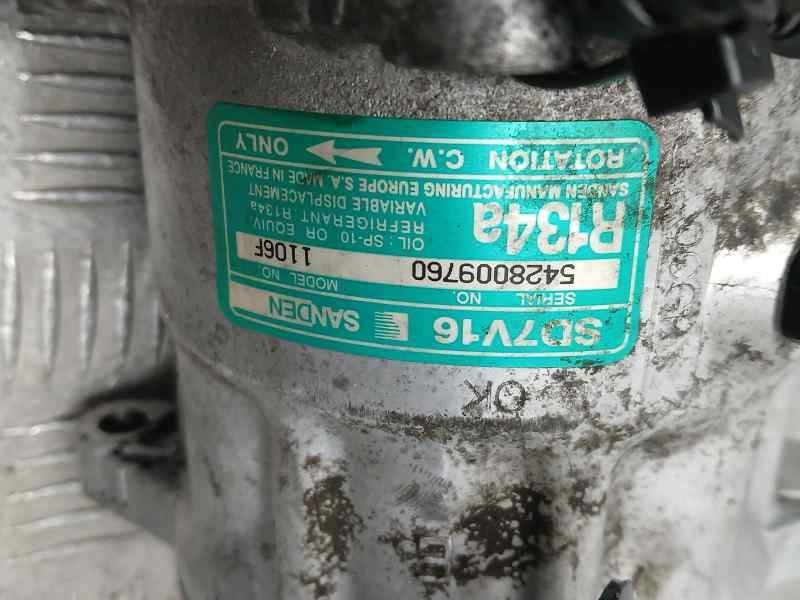 SD7V16 SANDEN
SERIAL NO. MODEL NO.
5428009760 1106F
R134a
OIL : SP-10 OR EQUIV
REFRIGERANT : R134a
VARIABLE DISPLACEMENT
SANDEN MANUFACTURING EUROPE S.A. MADE IN FRANCE
ROTATION C.W. ONLY
OK